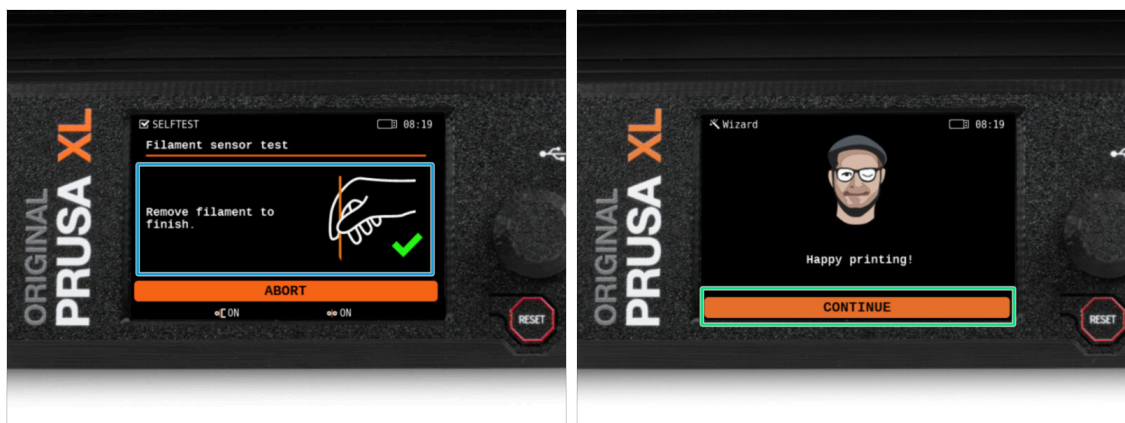 ORIGINAL
PRUSA XL
SELFTEST
08:19
Filament sensor test
Remove filament to
finish.
ABORT
ON
ON
RESET
ORIGINAL
PRUSA XL
Wizard
08:19
Happy printing!
CONTINUE
RESET